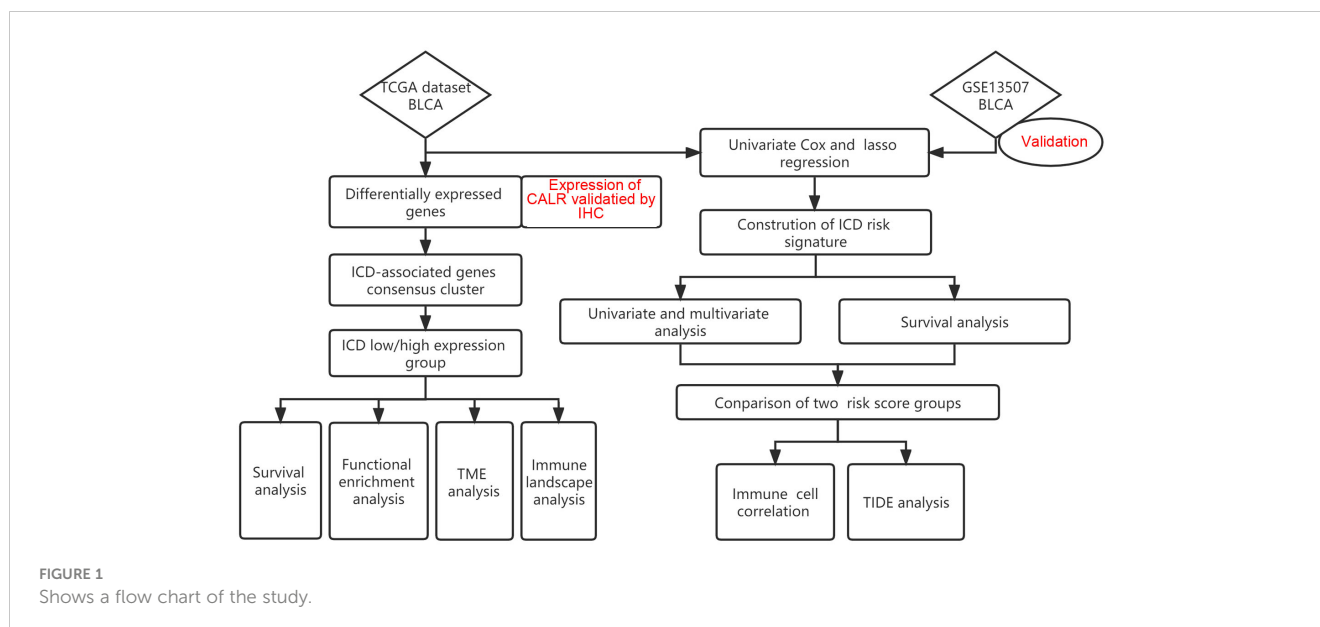 TCGA dataset
BLCA
GSE13507
BLCA
Validation
Univariate Cox and lasso
regression
Differentially expressed
genes
Expression of
CALR validatied by
IHC
Constrution of ICD risk
signature
ICD-associated genes
consensus cluster
Univariate and multivariate
analysis
Survival analysis
ICD low/high expression
group
Conparison of two risk score groups
Survival
analysis
Functional
enrichment
analysis
TME
analysis
Immune
landscape
analysis
Immune cell
correlation
TIDE analysis
FIGURE 1
Shows a flow chart of the study.